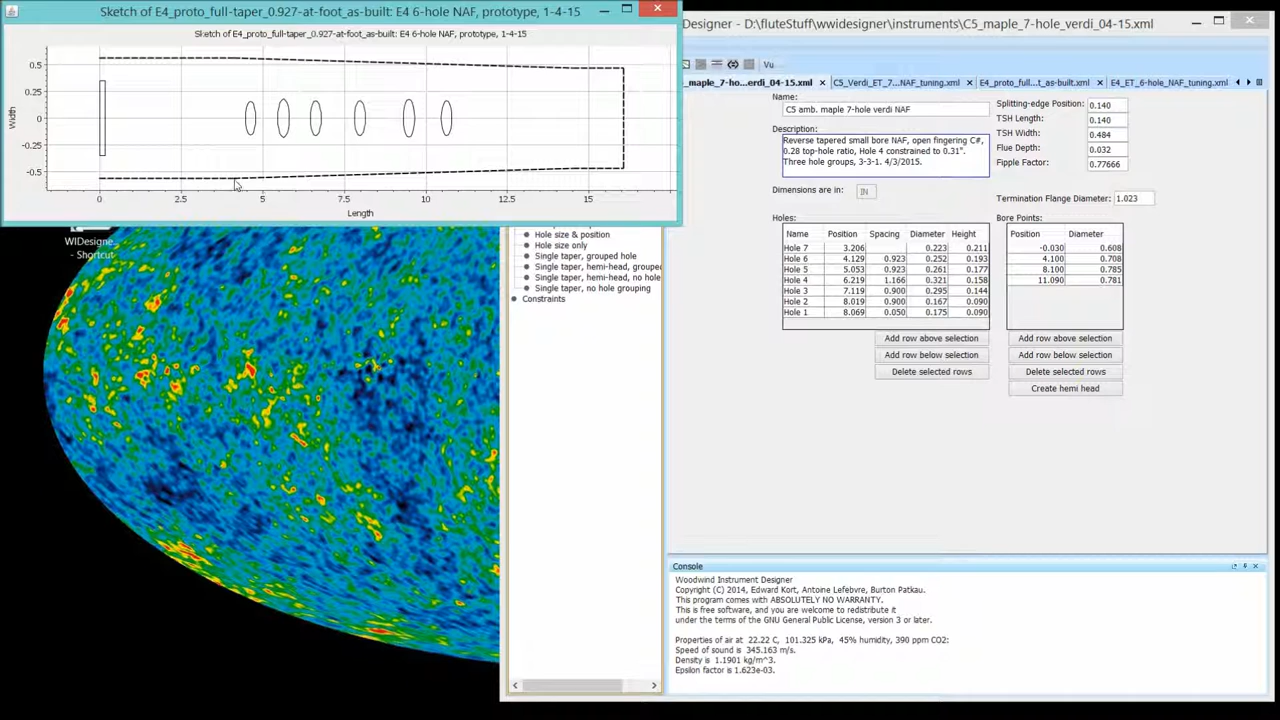 Sketch of E4_proto_full-taper_0.927-at-foot_as-built: E4 6-hole NAF, prototype, 1-4-15
Sketch of E4_proto_full-taper_0.927-at-foot_as-built: E4 6-hole NAF, prototype, 1-4-15
0.5
0.25
0
-0.25
-0.5
Width
0 2.5 5 7.5 10 12.5 15
Length
WIDesigne...
- Shortcut
Designer - D:\fluteStuff\wwidesigner\instruments\C5_maple_7-hole_verdi_04-15.xml
Vu
_maple_7-ho...erdi_04-15.xml C5_Verdi_ET_7...NAF_tuning.xml E4_proto_full...t_as-built.xml E4_ET_6-hole_NAF_tuning.xml
Hole size & position
Hole size only
Single taper, grouped hole
Single taper, hemi-head, groupe
Single taper, hemi-head, no hole
Single taper, no hole grouping
Constraints
Name:
C5 amb. maple 7-hole verdi NAF
Description:
Reverse tapered small bore NAF, open fingering C#,
0.28 top-hole ratio, Hole 4 constrained to 0.31".
Three hole groups, 3-3-1. 4/3/2015.
Dimensions are in: IN
Splitting-edge Position: 0.140
TSH Length: 0.140
TSH Width: 0.484
Flue Depth: 0.032
Fipple Factor: 0.77666
Termination Flange Diameter: 1.023
Holes:
Name Position Spacing Diameter Height
Hole 7 3.206 0.223 0.211
Hole 6 4.129 0.923 0.252 0.193
Hole 5 5.053 0.923 0.261 0.177
Hole 4 6.219 1.166 0.321 0.158
Hole 3 7.119 0.900 0.295 0.144
Hole 2 8.019 0.900 0.167 0.090
Hole 1 8.069 0.050 0.175 0.090
Add row above selection
Add row below selection
Delete selected rows
Bore Points:
Position Diameter
-0.030 0.608
4.100 0.708
8.100 0.785
11.090 0.781
Add row above selection
Add row below selection
Delete selected rows
Create hemi head
Console
Woodwind Instrument Designer
Copyright (C) 2014, Edward Kort, Antoine Lefebvre, Burton Patkau.
This program comes with ABSOLUTELY NO WARRANTY.
This is free software, and you are welcome to redistribute it
under the terms of the GNU General Public License, version 3 or later.
Properties of air at 22.22 C, 101.325 kPa, 45% humidity, 390 ppm CO2:
Speed of sound is 345.163 m/s.
Density is 1.1901 kg/m^3.
Epsilon factor is 1.623e-03.